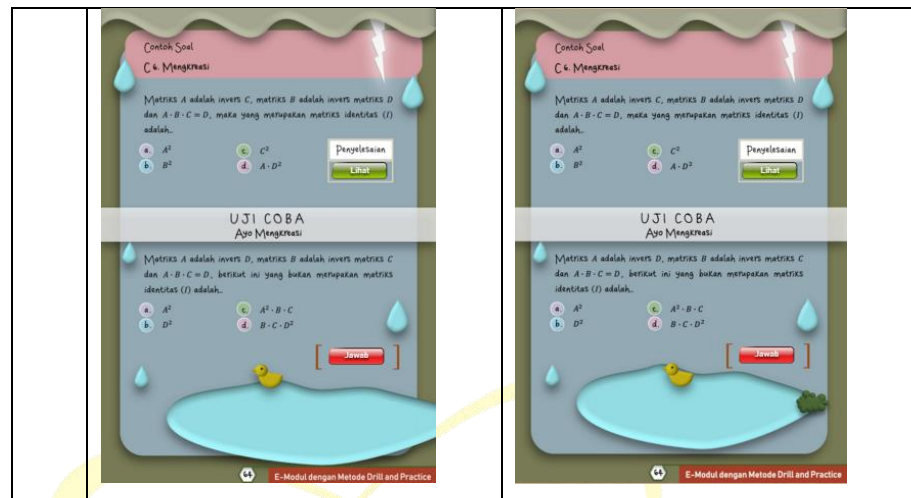 Contoh Soal
C6. Mengkreasi
Matriks A adalah invers C, matriks B adalah invers matriks D
dan A · B · C = D, maka yang merupakan matriks identitas (I)
adalah..
a. A² c. C²
b. B² d. A · D²
Penyelesaian
Lihat
UJI COBA
Ayo Mengkreasi
Matriks A adalah invers D, matriks B adalah invers matriks C
dan A · B · C = D, berikut ini yang bukan merupakan matriks
identitas (I) adalah..
a. A² c. A² · B · C
b. D² d. B · C · D²
Jawab
64
E-Modul dengan Metode Drill and Practice
Contoh Soal
C6. Mengkreasi
Matriks A adalah invers C, matriks B adalah invers matriks D
dan A · B · C = D, maka yang merupakan matriks identitas (I)
adalah..
a. A² c. C²
b. B² d. A · D²
Penyelesaian
Lihat
UJI COBA
Ayo Mengkreasi
Matriks A adalah invers D, matriks B adalah invers matriks C
dan A · B · C = D, berikut ini yang bukan merupakan matriks
identitas (I) adalah..
a. A² c. A² · B · C
b. D² d. B · C · D²
Jawab
64
E-Modul dengan Metode Drill and Practice